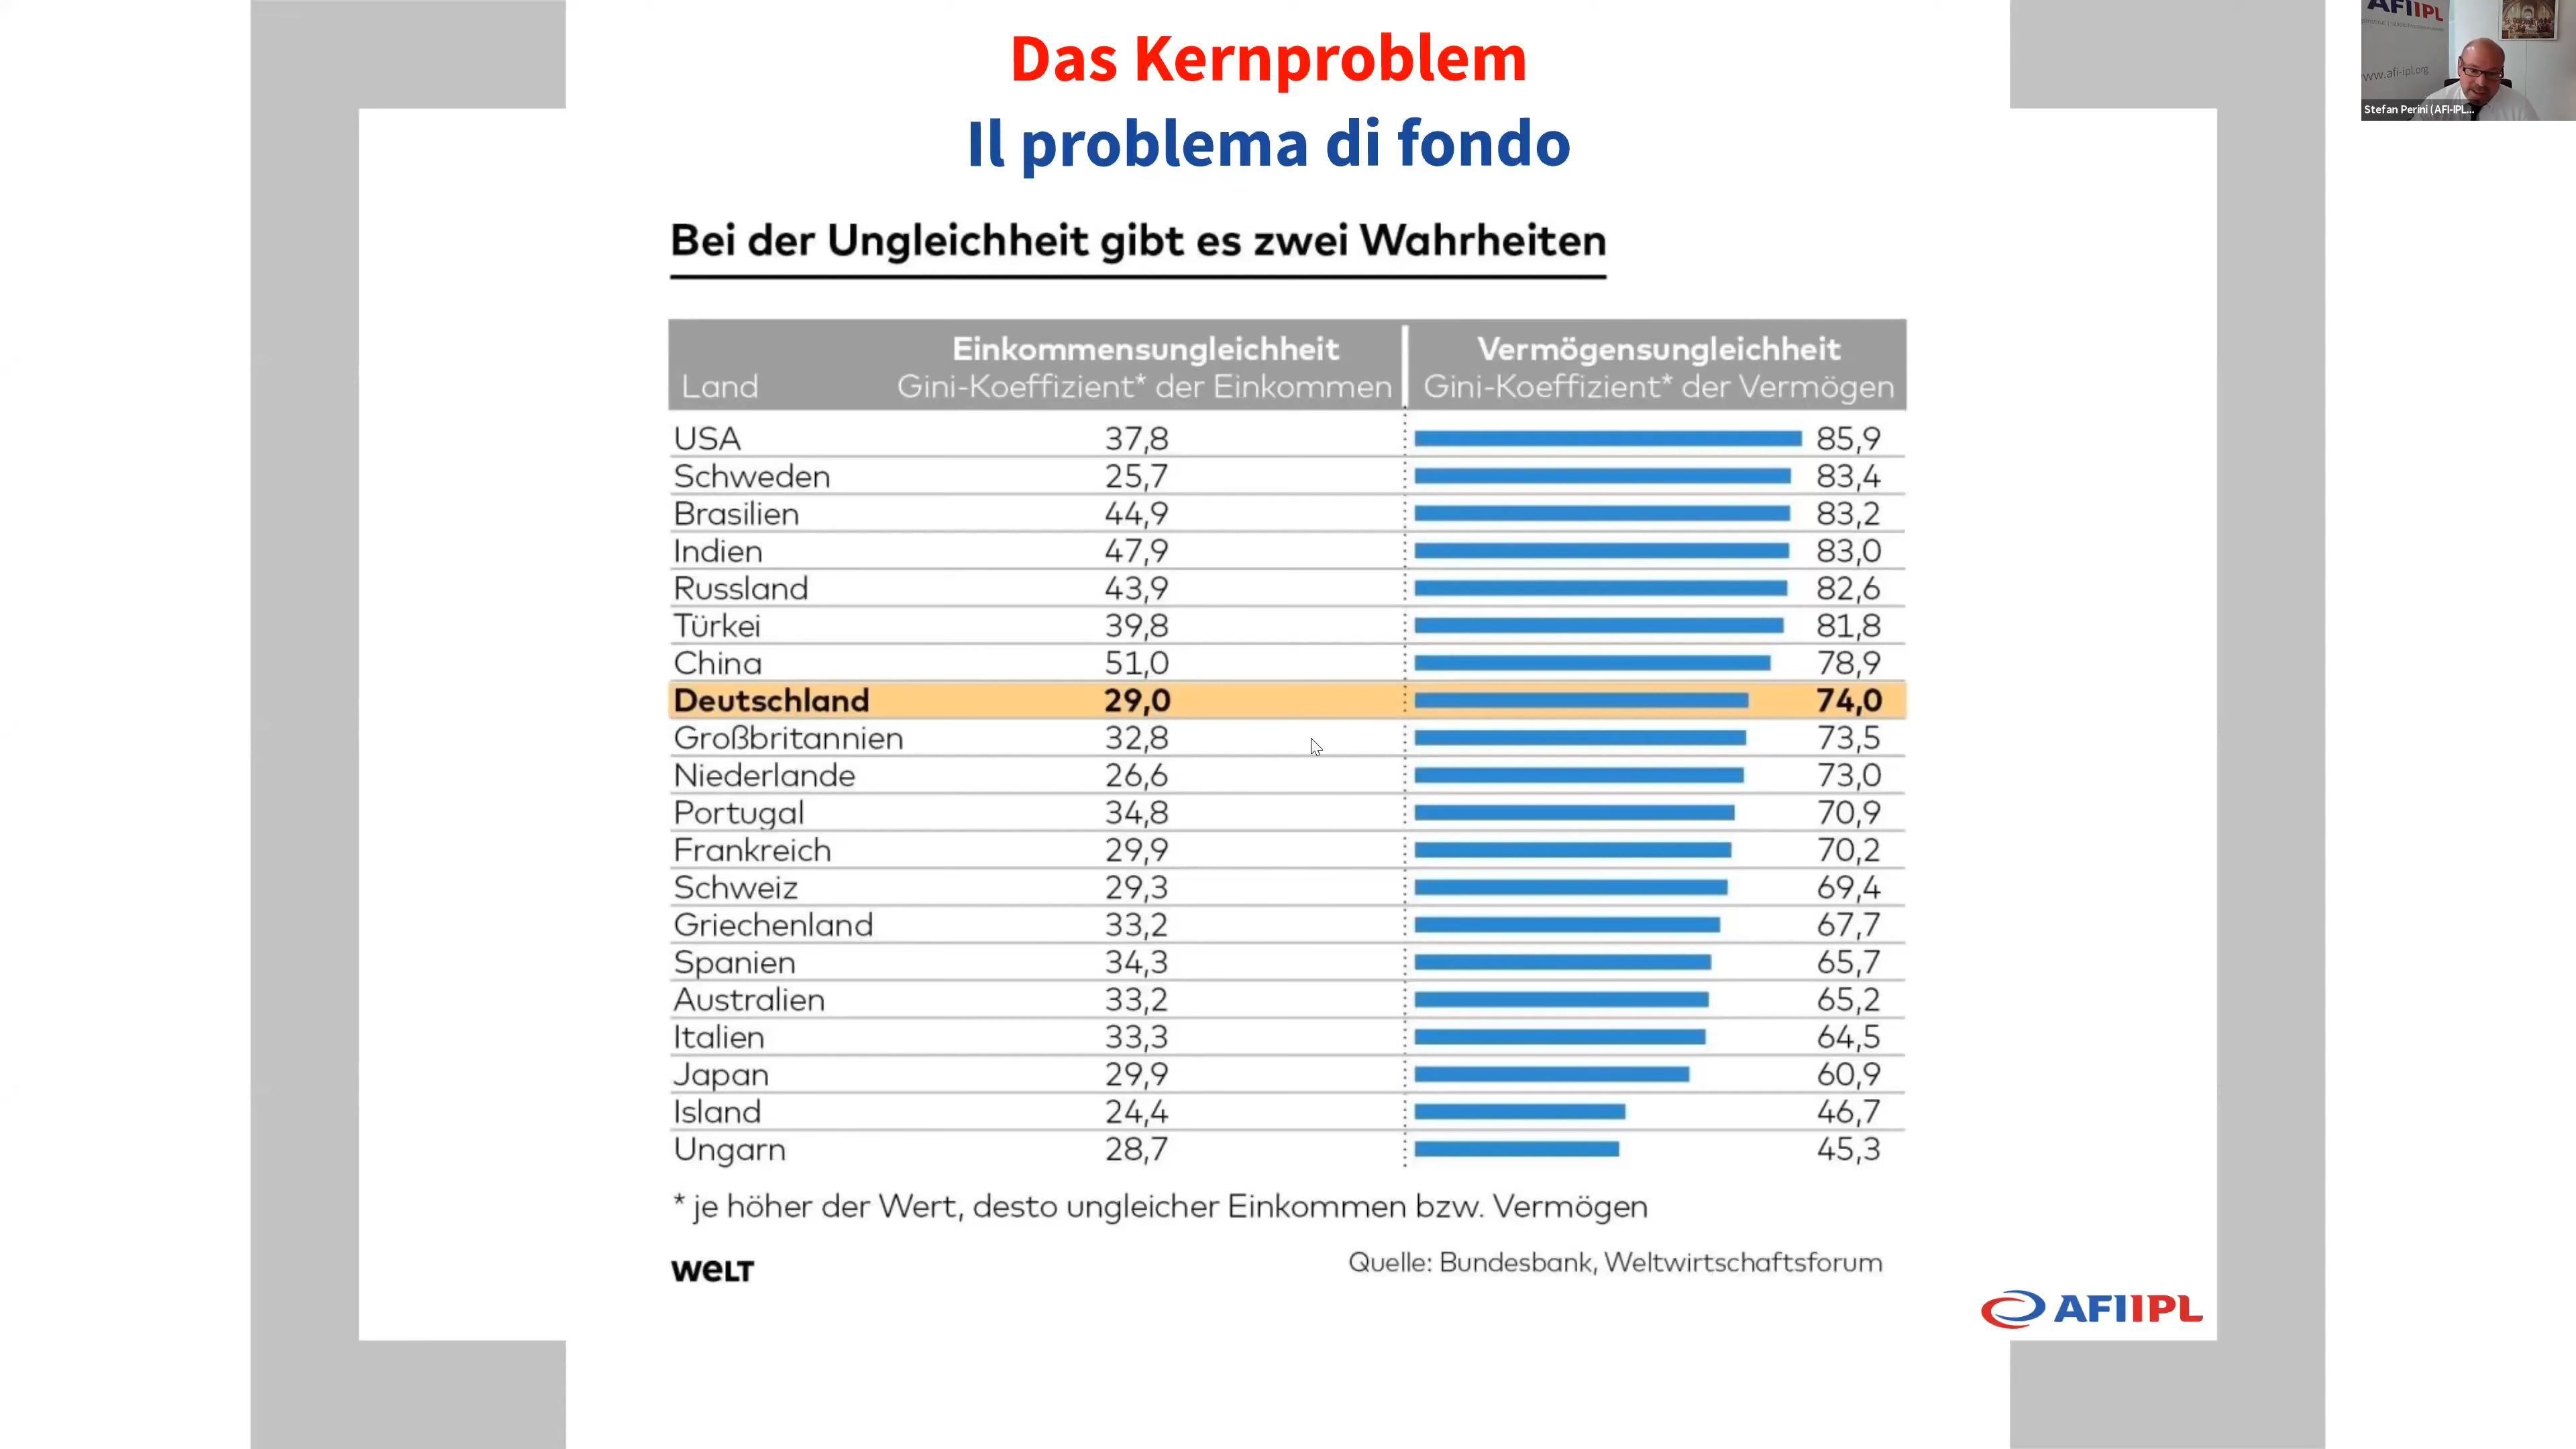 Das Kernproblem
Il problema di fondo
AFIIPL
www.afi-ipl.org
Stefan Perini (AFI-IPL...
Bei der Ungleichheit gibt es zwei Wahrheiten
Einkommensungleichheit Vermögensungleichheit
Land Gini-Koeffizient* der Einkommen Gini-Koeffizient* der Vermögen
USA 37,8 85,9
Schweden 25,7 83,4
Brasilien 44,9 83,2
Indien 47,9 83,0
Russland 43,9 82,6
Türkei 39,8 81,8
China 51,0 78,9
Deutschland 29,0 74,0
Großbritannien 32,8 73,5
Niederlande 26,6 73,0
Portugal 34,8 70,9
Frankreich 29,9 70,2
Schweiz 29,3 69,4
Griechenland 33,2 67,7
Spanien 34,3 65,7
Australien 33,2 65,2
Italien 33,3 64,5
Japan 29,9 60,9
Island 24,4 46,7
Ungarn 28,7 45,3
* je höher der Wert, desto ungleicher Einkommen bzw. Vermögen
WELT
Quelle: Bundesbank, Weltwirtschaftsforum
AFIIPL